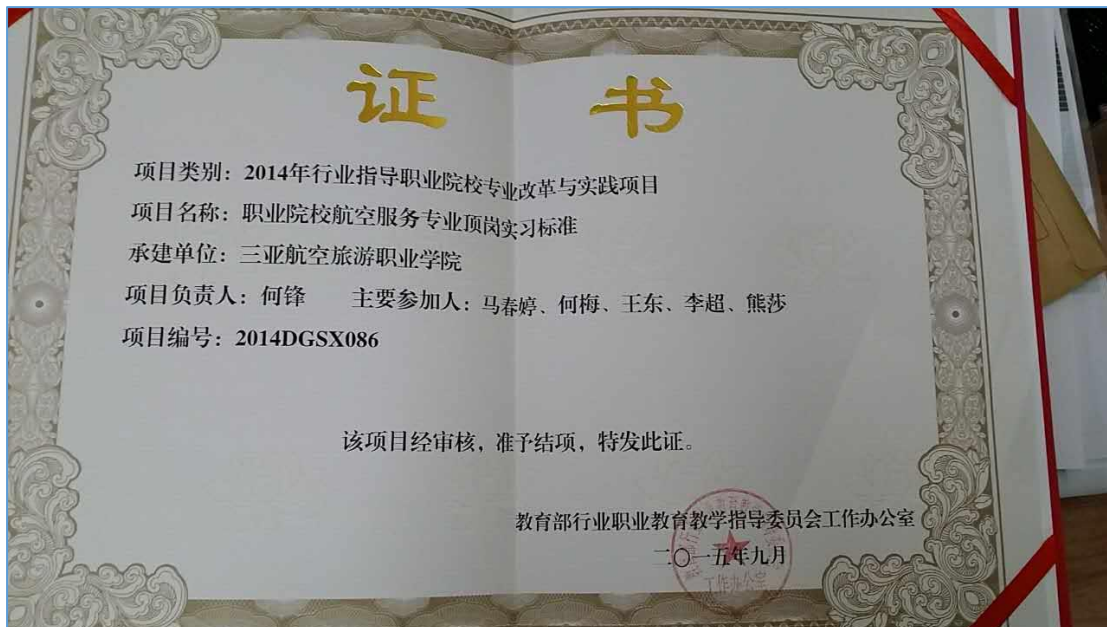 证 书
项目类别：2014年行业指导职业院校专业改革与实践项目
项目名称：职业院校航空服务专业顶岗实习标准
承建单位：三亚航空旅游职业学院
项目负责人：何锋 主要参加人：马春婷、何梅、王东、李超、熊莎
项目编号：2014DGSX086
该项目经审核，准予结项，特发此证。
教育部行业职业教育教学指导委员会工作办公室
二〇一五年九月
工作办公室